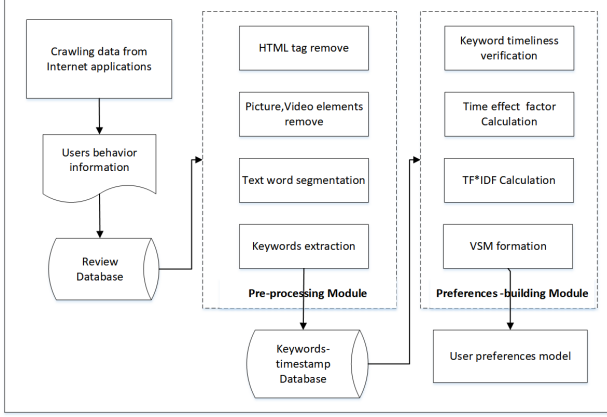 Crawling data from
Internet applications
Users behavior
information
Review
Database
HTML tag remove
Picture,Video elements
remove
Text word segmentation
Keywords extraction
Pre-processing Module
Keywords-
timestamp
Database
Keyword timeliness
verification
Time effect factor
Calculation
TF*IDF Calculation
VSM formation
Preferences -building Module
User preferences model